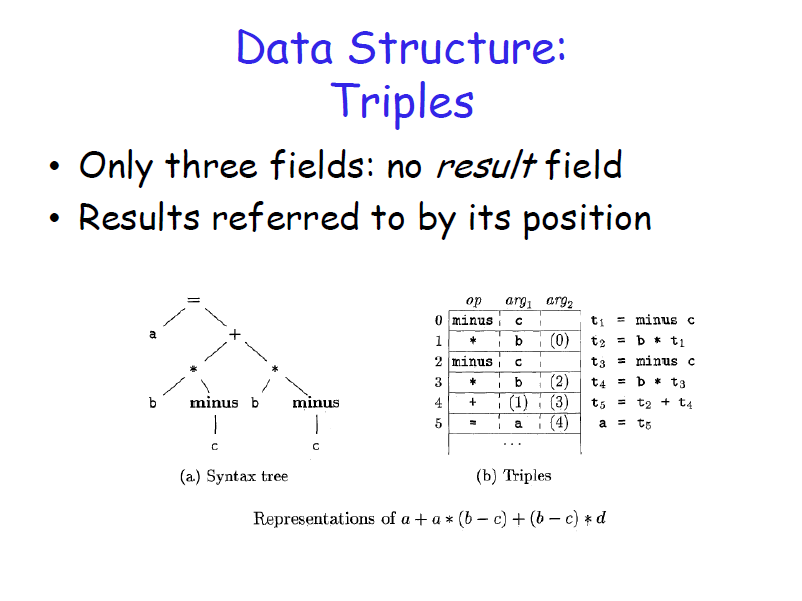 Data Structure:
Triples
• Only three fields: no result field
• Results referred to by its position
=
a +
* *
b minus b minus
c c
(a) Syntax tree
op arg1 arg2
0 minus c t1 = minus c
1 * b (0) t2 = b * t1
2 minus c t3 = minus c
3 * b (2) t4 = b * t3
4 + (1) (3) t5 = t2 + t4
5 = a (4) a = t5
...
(b) Triples
Representations of a + a * (b − c) + (b − c) * d